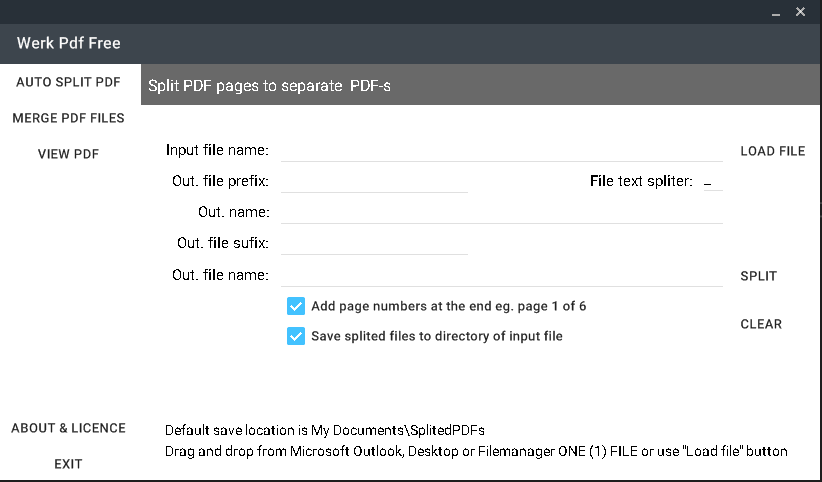 Werk Pdf Free
AUTO SPLIT PDF
Split PDF pages to separate PDF-s
MERGE PDF FILES
VIEW PDF
Input file name:
LOAD FILE
Out. file prefix:
File text spliter: _
Out. name:
Out. file sufix:
Out. file name:
SPLIT
Add page numbers at the end eg. page 1 of 6
Save splited files to directory of input file
CLEAR
ABOUT & LICENCE
EXIT
Default save location is My Documents\SplitedPDFs
Drag and drop from Microsoft Outlook, Desktop or Filemanager ONE (1) FILE or use "Load file" button